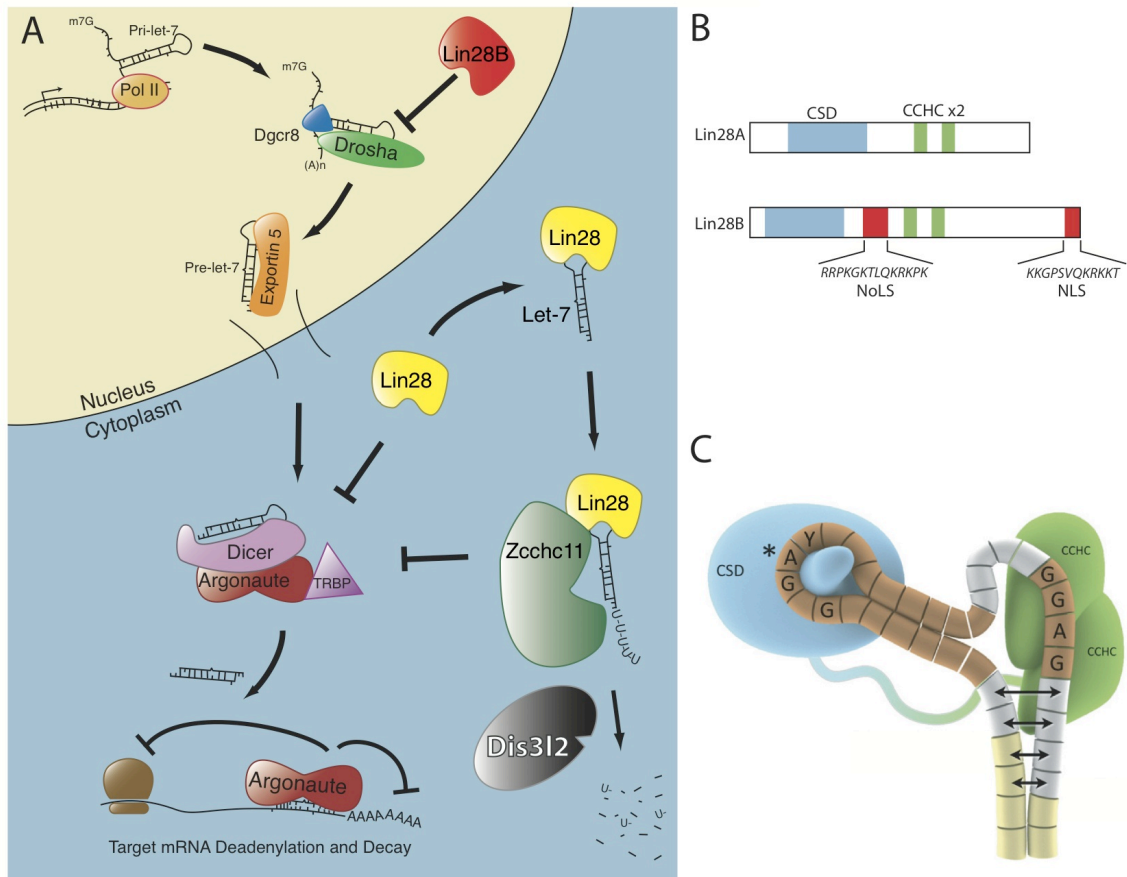 A
m7G
Pri-let-7
Pol II
m7G
Dgcr8
Drosha
(A)n
Lin28B
Pre-let-7
Exportin 5
Nucleus
Cytoplasm
Lin28
Let-7
Lin28
Dicer
Argonaute
TRBP
Lin28
Zcchc11
U-U-U-UUU
Dis3l2
U-
U-
U-
Argonaute
AAAAAAAA
Target mRNA Deadenylation and Decay
B
CSD
CCHC x2
Lin28A
Lin28B
RRPKGKTLQKRKPK
NoLS
KKGPSVQKRKKT
NLS
C
CSD
*
Y
A
G
G
CCHC
G
G
A
G
CCHC